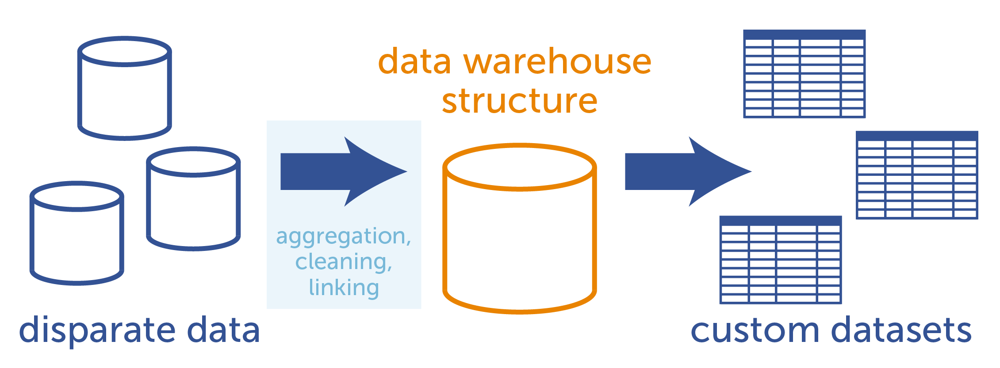 data warehouse
structure
aggregation,
cleaning,
linking
disparate data
custom datasets